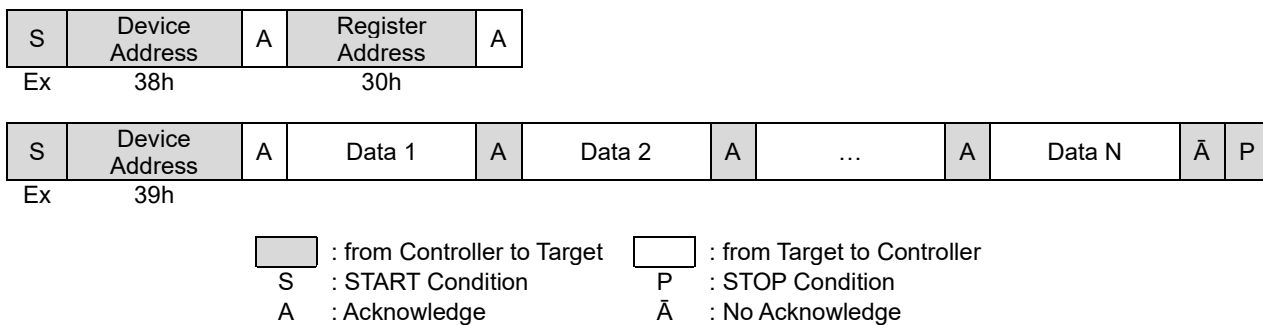 S Device Address A Register Address A
Ex 38h 30h
S Device Address A Data 1 A Data 2 A … A Data N Ā P
Ex 39h
: from Controller to Target : from Target to Controller
S : START Condition P : STOP Condition
A : Acknowledge Ā : No Acknowledge